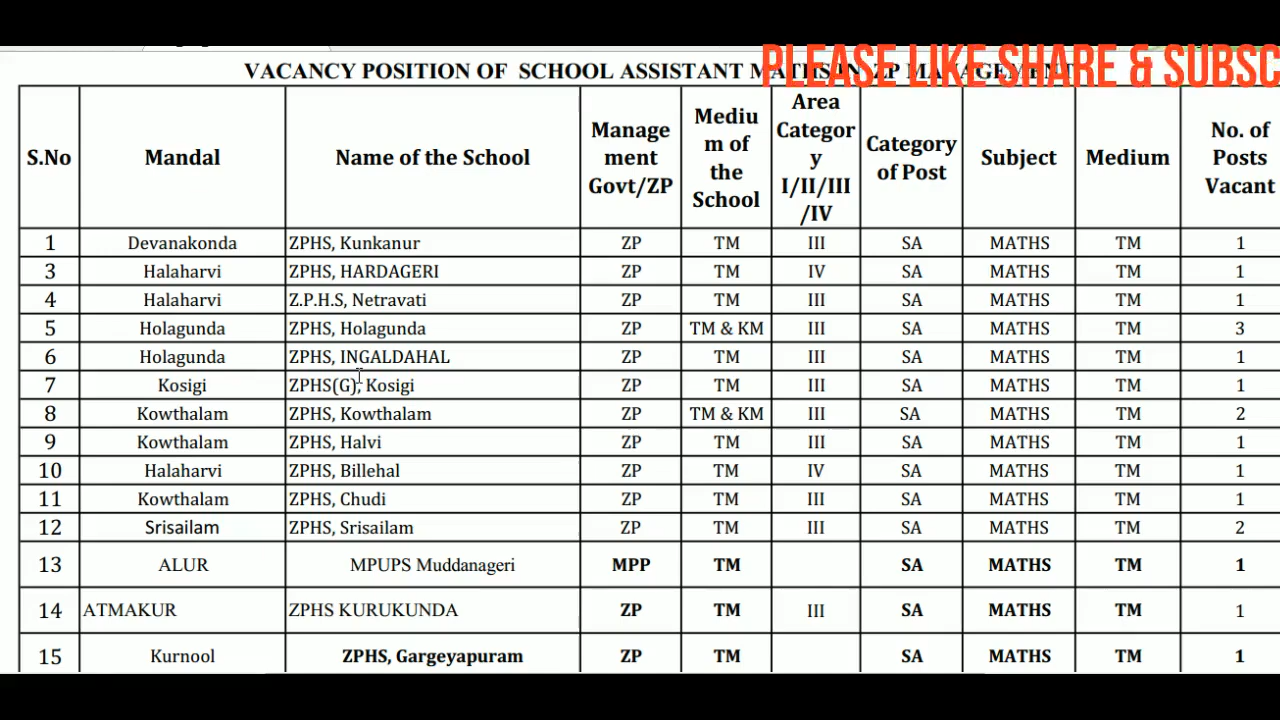 PLEASE LIKE SHARE & SUBSC
VACANCY POSITION OF SCHOOL ASSISTANT MATHS IN ZP MANAGEMENT
S.No Mandal Name of the School Management Govt/ZP Medium of the School Area Category I/II/III/IV Category of Post Subject Medium No. of Posts Vacant
1 Devanakonda ZPHS, Kunkanur ZP TM III SA MATHS TM 1
3 Halaharvi ZPHS, HARDAGERI ZP TM IV SA MATHS TM 1
4 Halaharvi Z.P.H.S, Netravati ZP TM III SA MATHS TM 1
5 Holagunda ZPHS, Holagunda ZP TM & KM III SA MATHS TM 3
6 Holagunda ZPHS, INGALDAHAL ZP TM III SA MATHS TM 1
7 Kosigi ZPHS(G), Kosigi ZP TM III SA MATHS TM 1
8 Kowthalam ZPHS, Kowthalam ZP TM & KM III SA MATHS TM 2
9 Kowthalam ZPHS, Halvi ZP TM III SA MATHS TM 1
10 Halaharvi ZPHS, Billehal ZP TM IV SA MATHS TM 1
11 Kowthalam ZPHS, Chudi ZP TM III SA MATHS TM 1
12 Srisailam ZPHS, Srisailam ZP TM III SA MATHS TM 2
13 ALUR MPUPS Muddanageri MPP TM SA MATHS TM 1
14 ATMAKUR ZPHS KURUKUNDA ZP TM III SA MATHS TM 1
15 Kurnool ZPHS, Gargeyapuram ZP TM SA MATHS TM 1